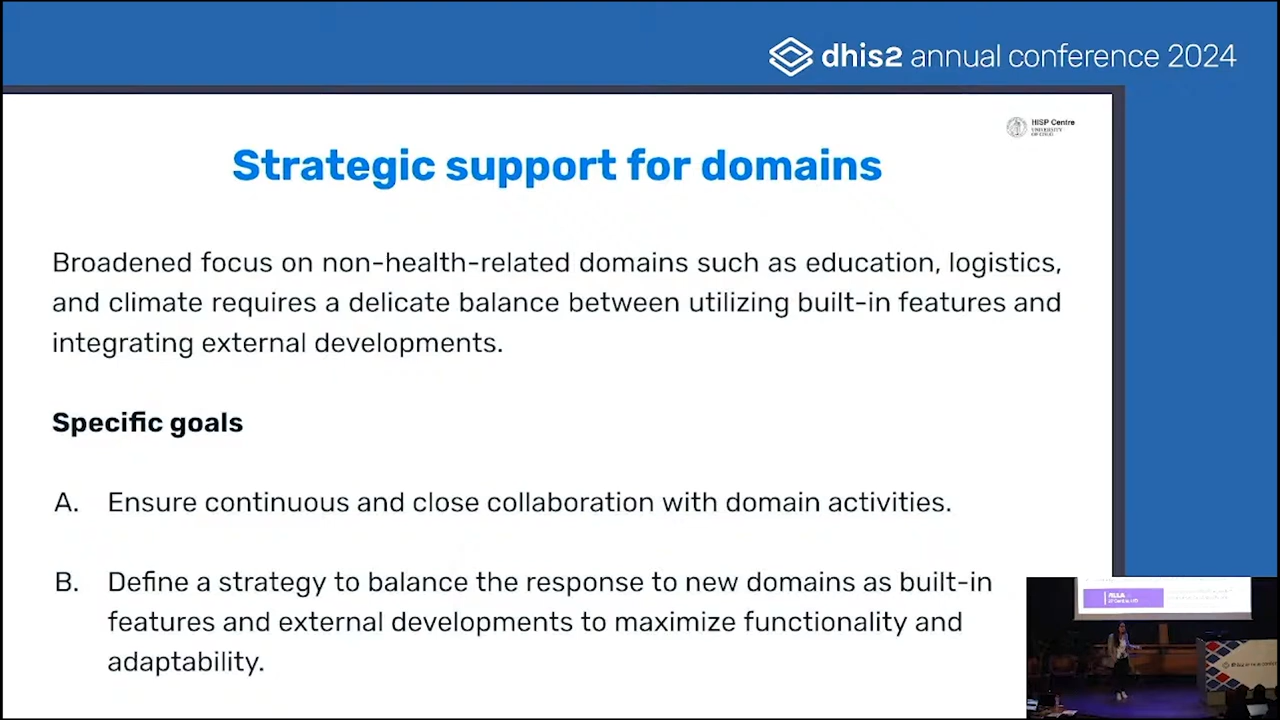 dhis2 annual conference 2024
HISP Centre
UNIVERSITY
OF OSLO
Strategic support for domains
Broadened focus on non-health-related domains such as education, logistics,
and climate requires a delicate balance between utilizing built-in features and
integrating external developments.
Specific goals
A. Ensure continuous and close collaboration with domain activities.
B. Define a strategy to balance the response to new domains as built-in
features and external developments to maximize functionality and
adaptability.